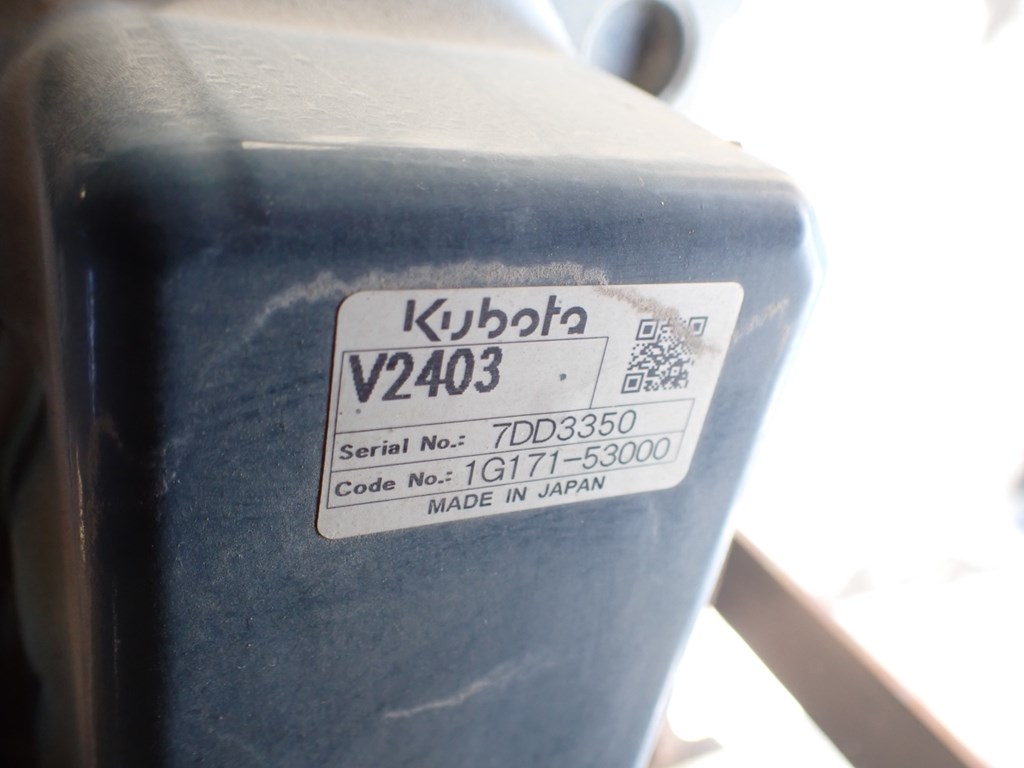 Kubota
V2403
Serial No.: 7DD3350
Code No.: 1G171-53000
MADE IN JAPAN